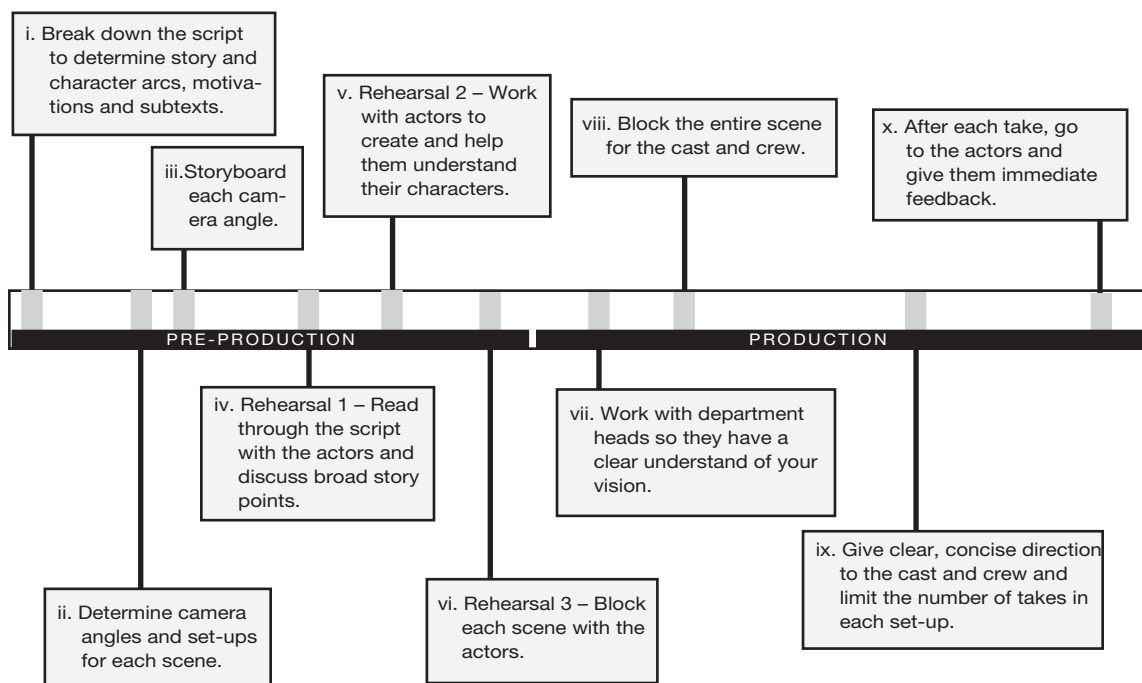 i. Break down the script
to determine story and
character arcs, motiva-
tions and subtexts.
ii. Determine camera
angles and set-ups
for each scene.
iii.Storyboard
each cam-
era angle.
iv. Rehearsal 1 – Read
through the script
with the actors and
discuss broad story
points.
v. Rehearsal 2 – Work
with actors to
create and help
them understand
their characters.
vi. Rehearsal 3 – Block
each scene with the
actors.
vii. Work with department
heads so they have a
clear understand of your
vision.
viii. Block the entire scene
for the cast and crew.
ix. Give clear, concise direction
to the cast and crew and
limit the number of takes in
each set-up.
x. After each take, go
to the actors and
give them immediate
feedback.
PRE-PRODUCTION
PRODUCTION